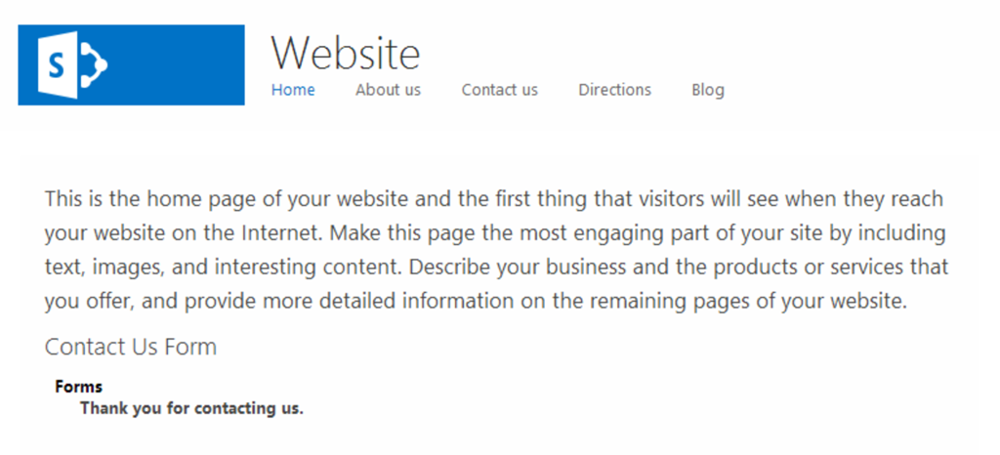 S
Website
Home About us Contact us Directions Blog
This is the home page of your website and the first thing that visitors will see when they reach
your website on the Internet. Make this page the most engaging part of your site by including
text, images, and interesting content. Describe your business and the products or services that
you offer, and provide more detailed information on the remaining pages of your website.
Contact Us Form
Forms
Thank you for contacting us.